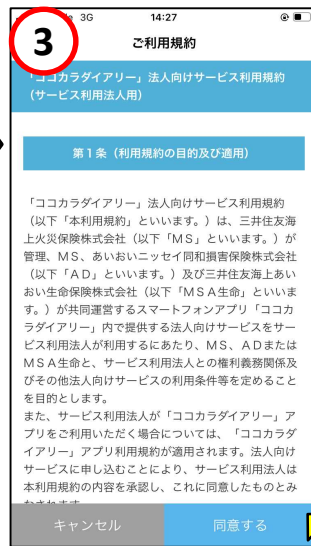 3G 14:27
3
ご利用規約
「ココカラダイアリー」法人向けサービス利用規約
（サービス利用法人用）
第１条（利用規約の目的及び適用）
「ココカラダイアリー」法人向けサービス利用規約
（以下「本利用規約」といいます。）は、三井住友海
上火災保険株式会社（以下「ＭＳ」といいます。）が
管理、ＭＳ、あいおいニッセイ同和損害保険株式会社
（以下「ＡＤ」といいます。）及び三井住友海上あい
おい生命保険株式会社（以下「ＭＳＡ生命」といいま
す。）が共同運営するスマートフォンアプリ「ココカ
ラダイアリー」内で提供する法人向けサービスをサー
ビス法人が利用するにあたり、ＭＳ、ＡＤまたは
ＭＳＡ生命と、サービス利用法人との権利義務関係及
びその他法人向けサービスの利用条件等を定めること
を目的とします。
また、サービス利用法人が「ココカラダイアリー」ア
プリをご利用いただく場合については、「ココカラダ
イアリー」アプリ利用規約が適用されます。法人向け
サービスに申し込むことにより、サービス利用法人は
本利用規約の内容を承認し、これに同意したものとみ
キャンセル 同意する